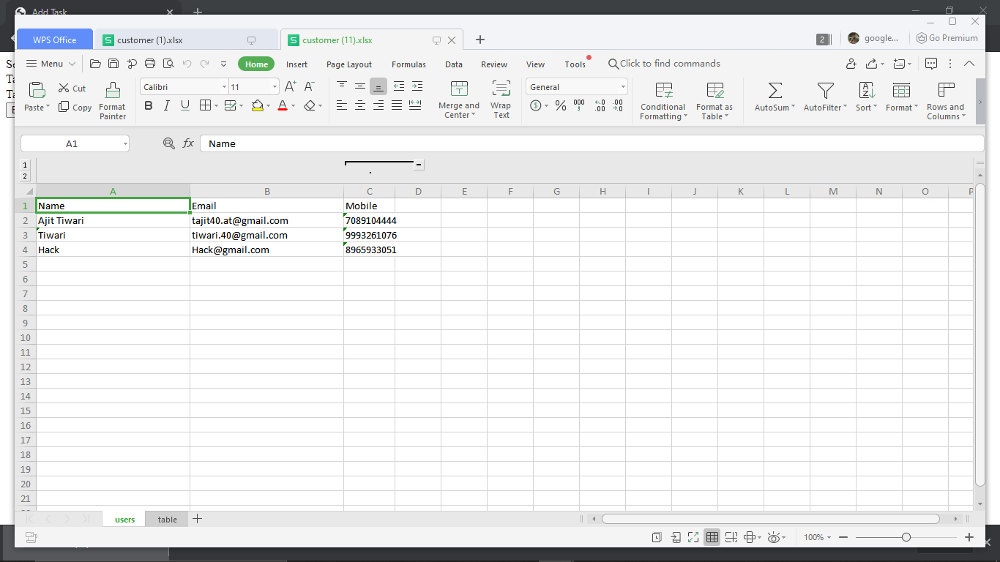 Add Task
WPS Office
S customer (1).xlsx
S customer (11).xlsx
2
google...
Go Premium
Menu
Home
Insert
Page Layout
Formulas
Data
Review
View
Tools
Click to find commands
Paste
Cut
Copy
Format Painter
Calibri
11
A+ A-
B I U
A
Merge and Center
Wrap Text
General
000
.00
Conditional Formatting
Format as Table
AutoSum
AutoFilter
Sort
Format
Rows and Columns
A1
fx
Name
1
2
A B C D E F G H I J K L M N O P
1 Name Email Mobile
2 Ajit Tiwari tajit40.at@gmail.com 7089104444
3 Tiwari tiwari.40@gmail.com 9993261076
4 Hack Hack@gmail.com 8965933051
5
6
7
8
9
10
11
12
13
14
15
16
17
18
19
20
21
users table
100%